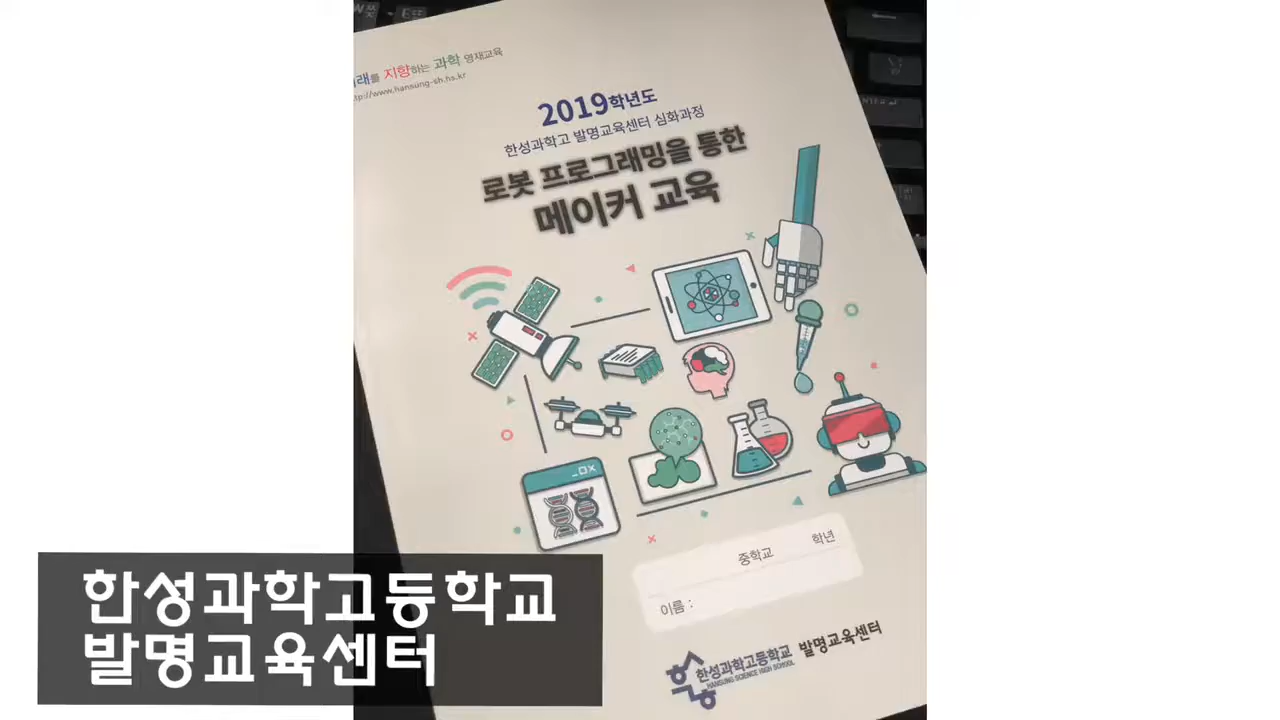 래를 지향하는 과학 영재교육
http://www.hansung-sh.hs.kr
2019학년도
한성과학고 발명교육센터 심화과정
로봇 프로그래밍을 통한
메이커 교육
중학교 학년
이름 :
한성과학고등학교 발명교육센터
HANSUNG SCIENCE HIGH SCHOOL
한성과학고등학교
발명교육센터